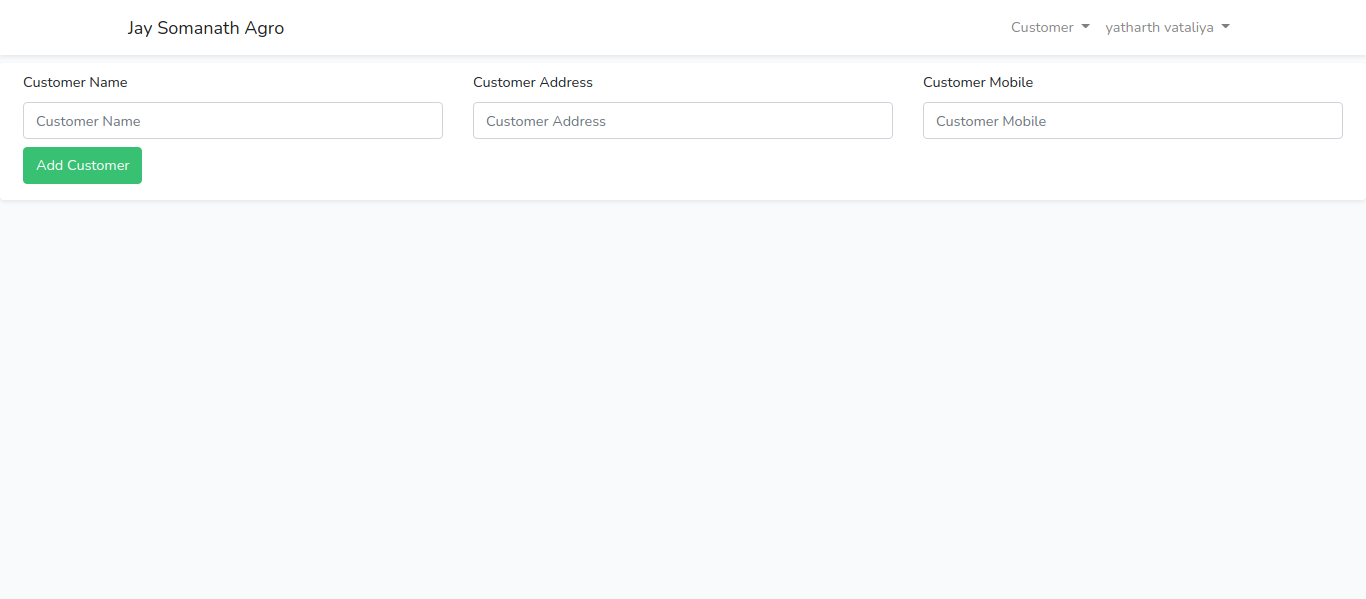 Jay Somanath Agro Customer yatharth vataliya
Customer Name Customer Address Customer Mobile
Customer Name Customer Address Customer Mobile
Add Customer